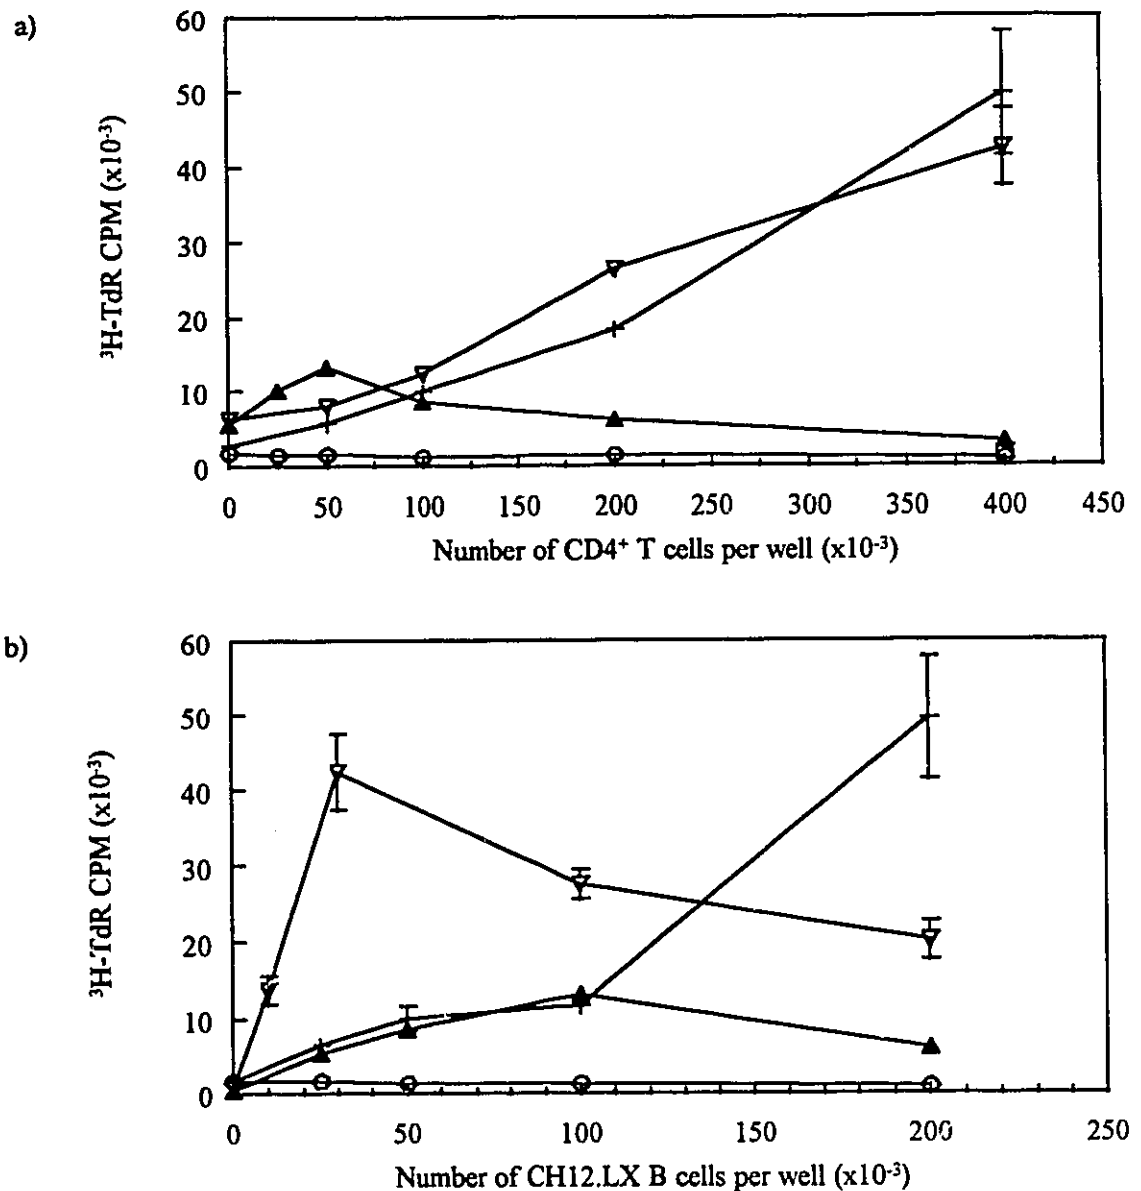 a)
60
50
40
30
20
10
0
³H-TdR CPM (x10⁻³)
0 50 100 150 200 250 300 350 400 450
Number of CD4⁺ T cells per well (x10⁻³)
b)
60
50
40
30
20
10
0
³H-TdR CPM (x10⁻³)
0 50 100 150 200 250
Number of CH12.LX B cells per well (x10⁻³)